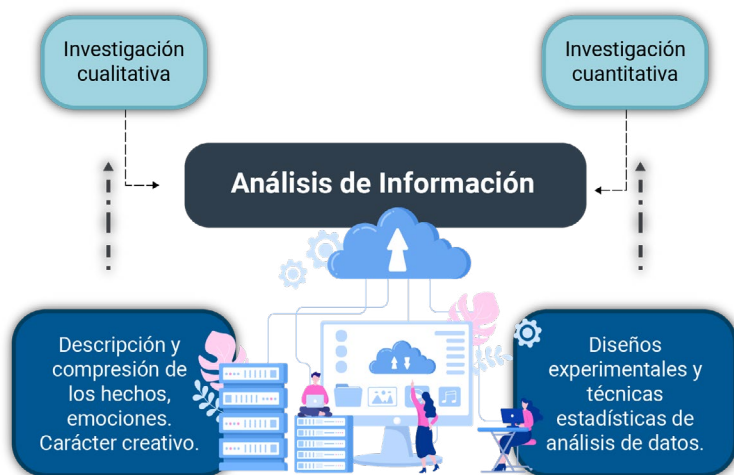 Investigación
cualitativa
Investigación
cuantitativa
Análisis de Información
Descripción y
compresión de
los hechos,
emociones.
Carácter creativo.
Diseños
experimentales y
técnicas
estadísticas de
análisis de datos.